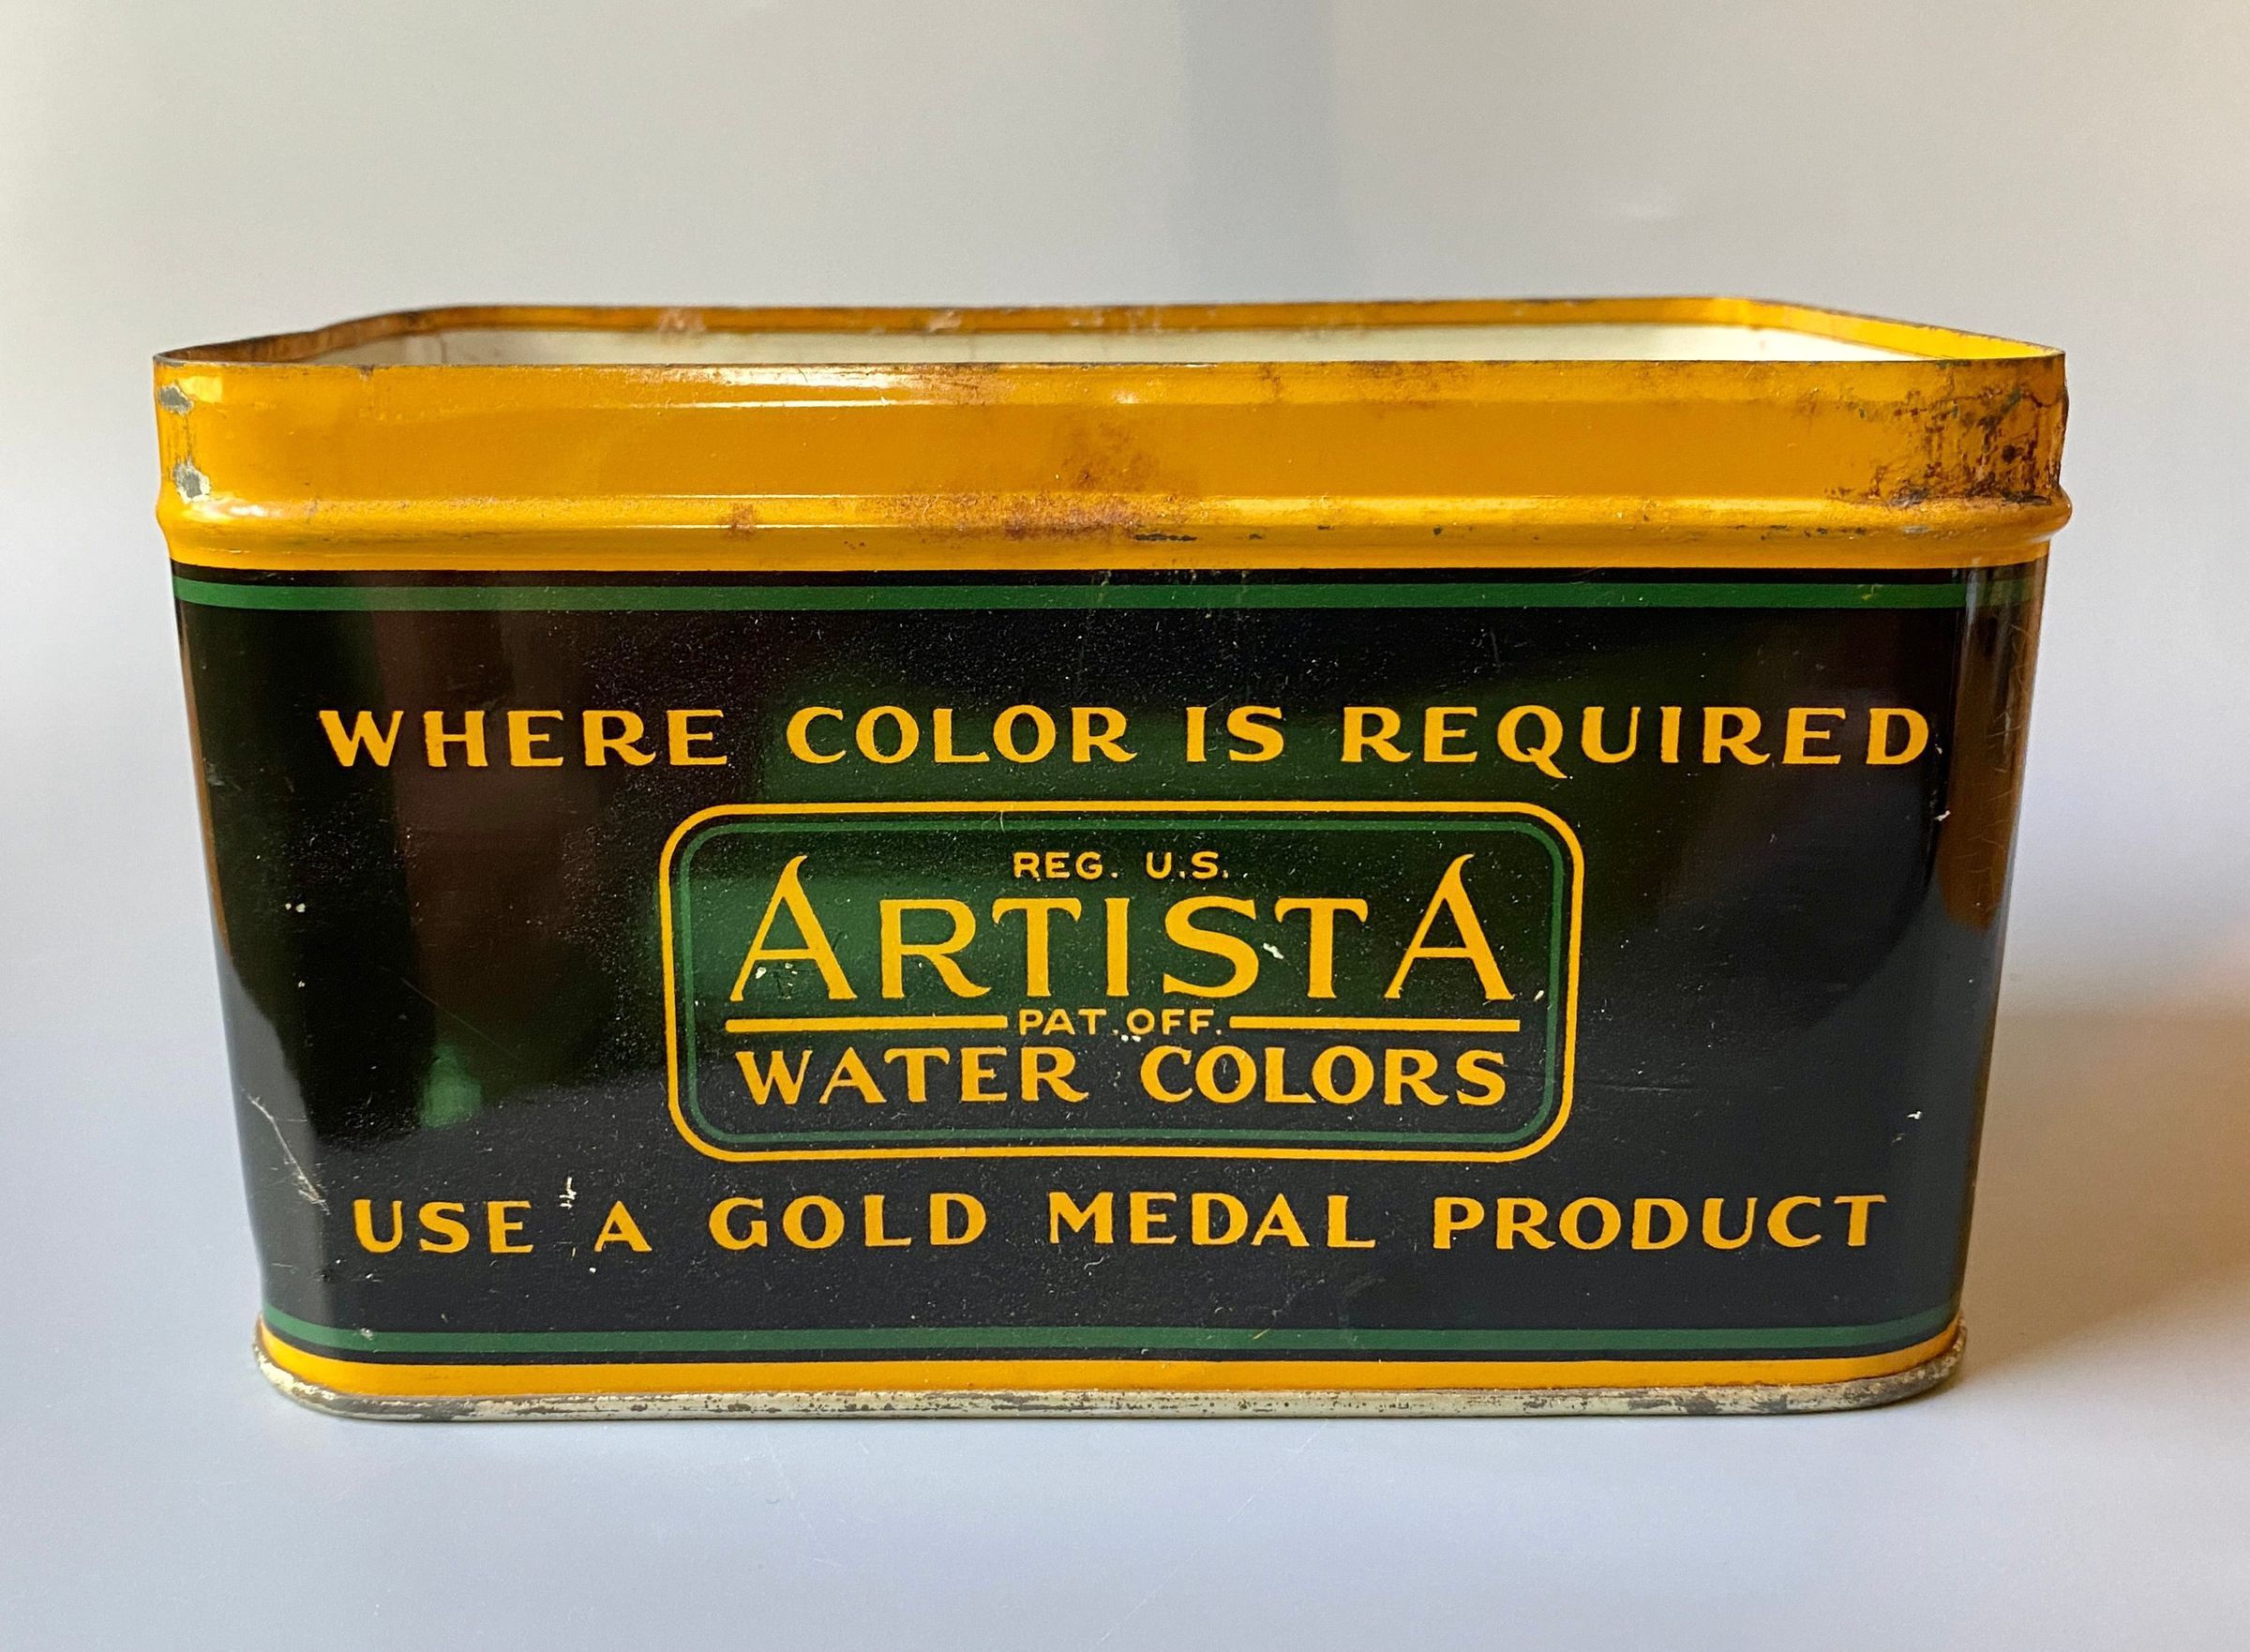 WHERE COLOR IS REQUIRED
REG. U.S.
ARTISTA
PAT. OFF.
WATER COLORS
USE A GOLD MEDAL PRODUCT